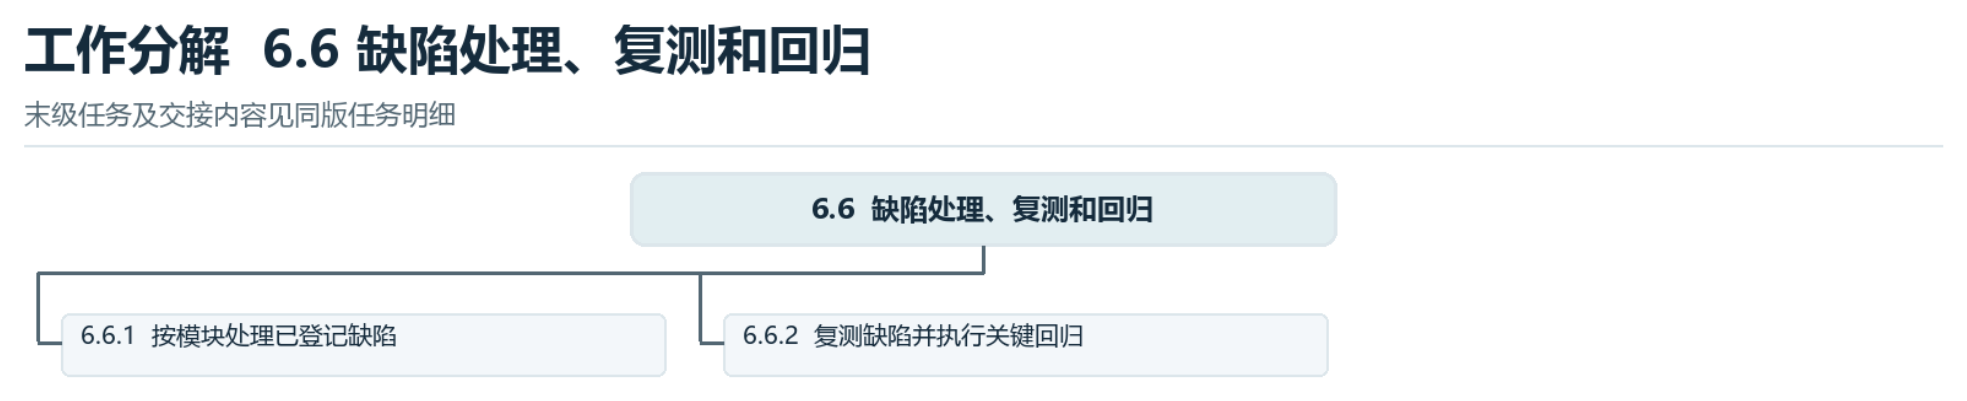 工作分解 6.6 缺陷处理、复测和回归
末级任务及交接内容见同版任务明细
6.6 缺陷处理、复测和回归
6.6.1 按模块处理已登记缺陷
6.6.2 复测缺陷并执行关键回归